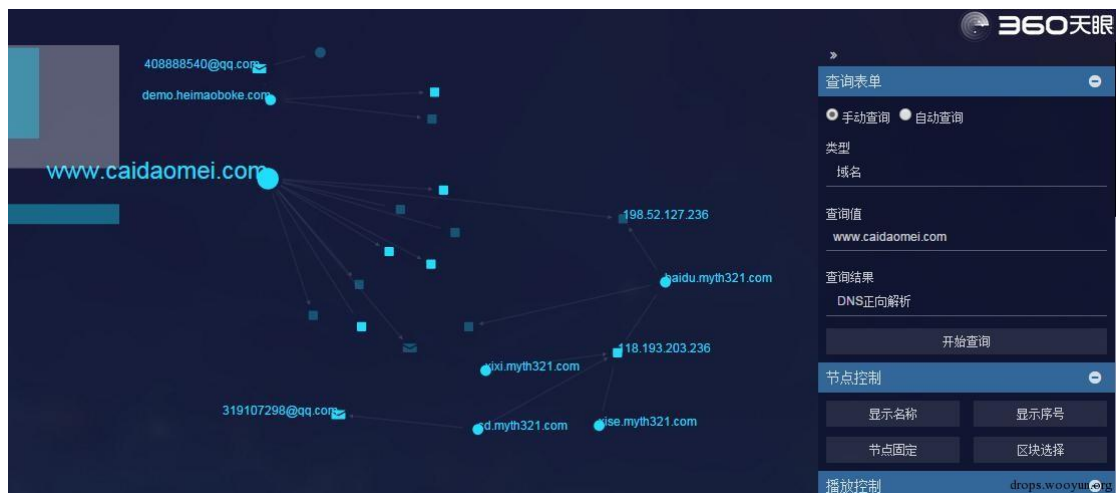 360天眼
408888540@qq.com
demo.heimaoboke.com
www.caidaomei.com
198.52.127.236
baidu.myth321.com
118.193.203.236
xixi.myth321.com
319107298@qq.com
sd.myth321.com
vise.myth321.com
查询表单
手动查询 自动查询
类型
域名
查询值
www.caidaomei.com
查询结果
DNS正向解析
开始查询
节点控制
显示名称 显示序号
节点固定 区块选择
播放控制
drops.wooyun.org